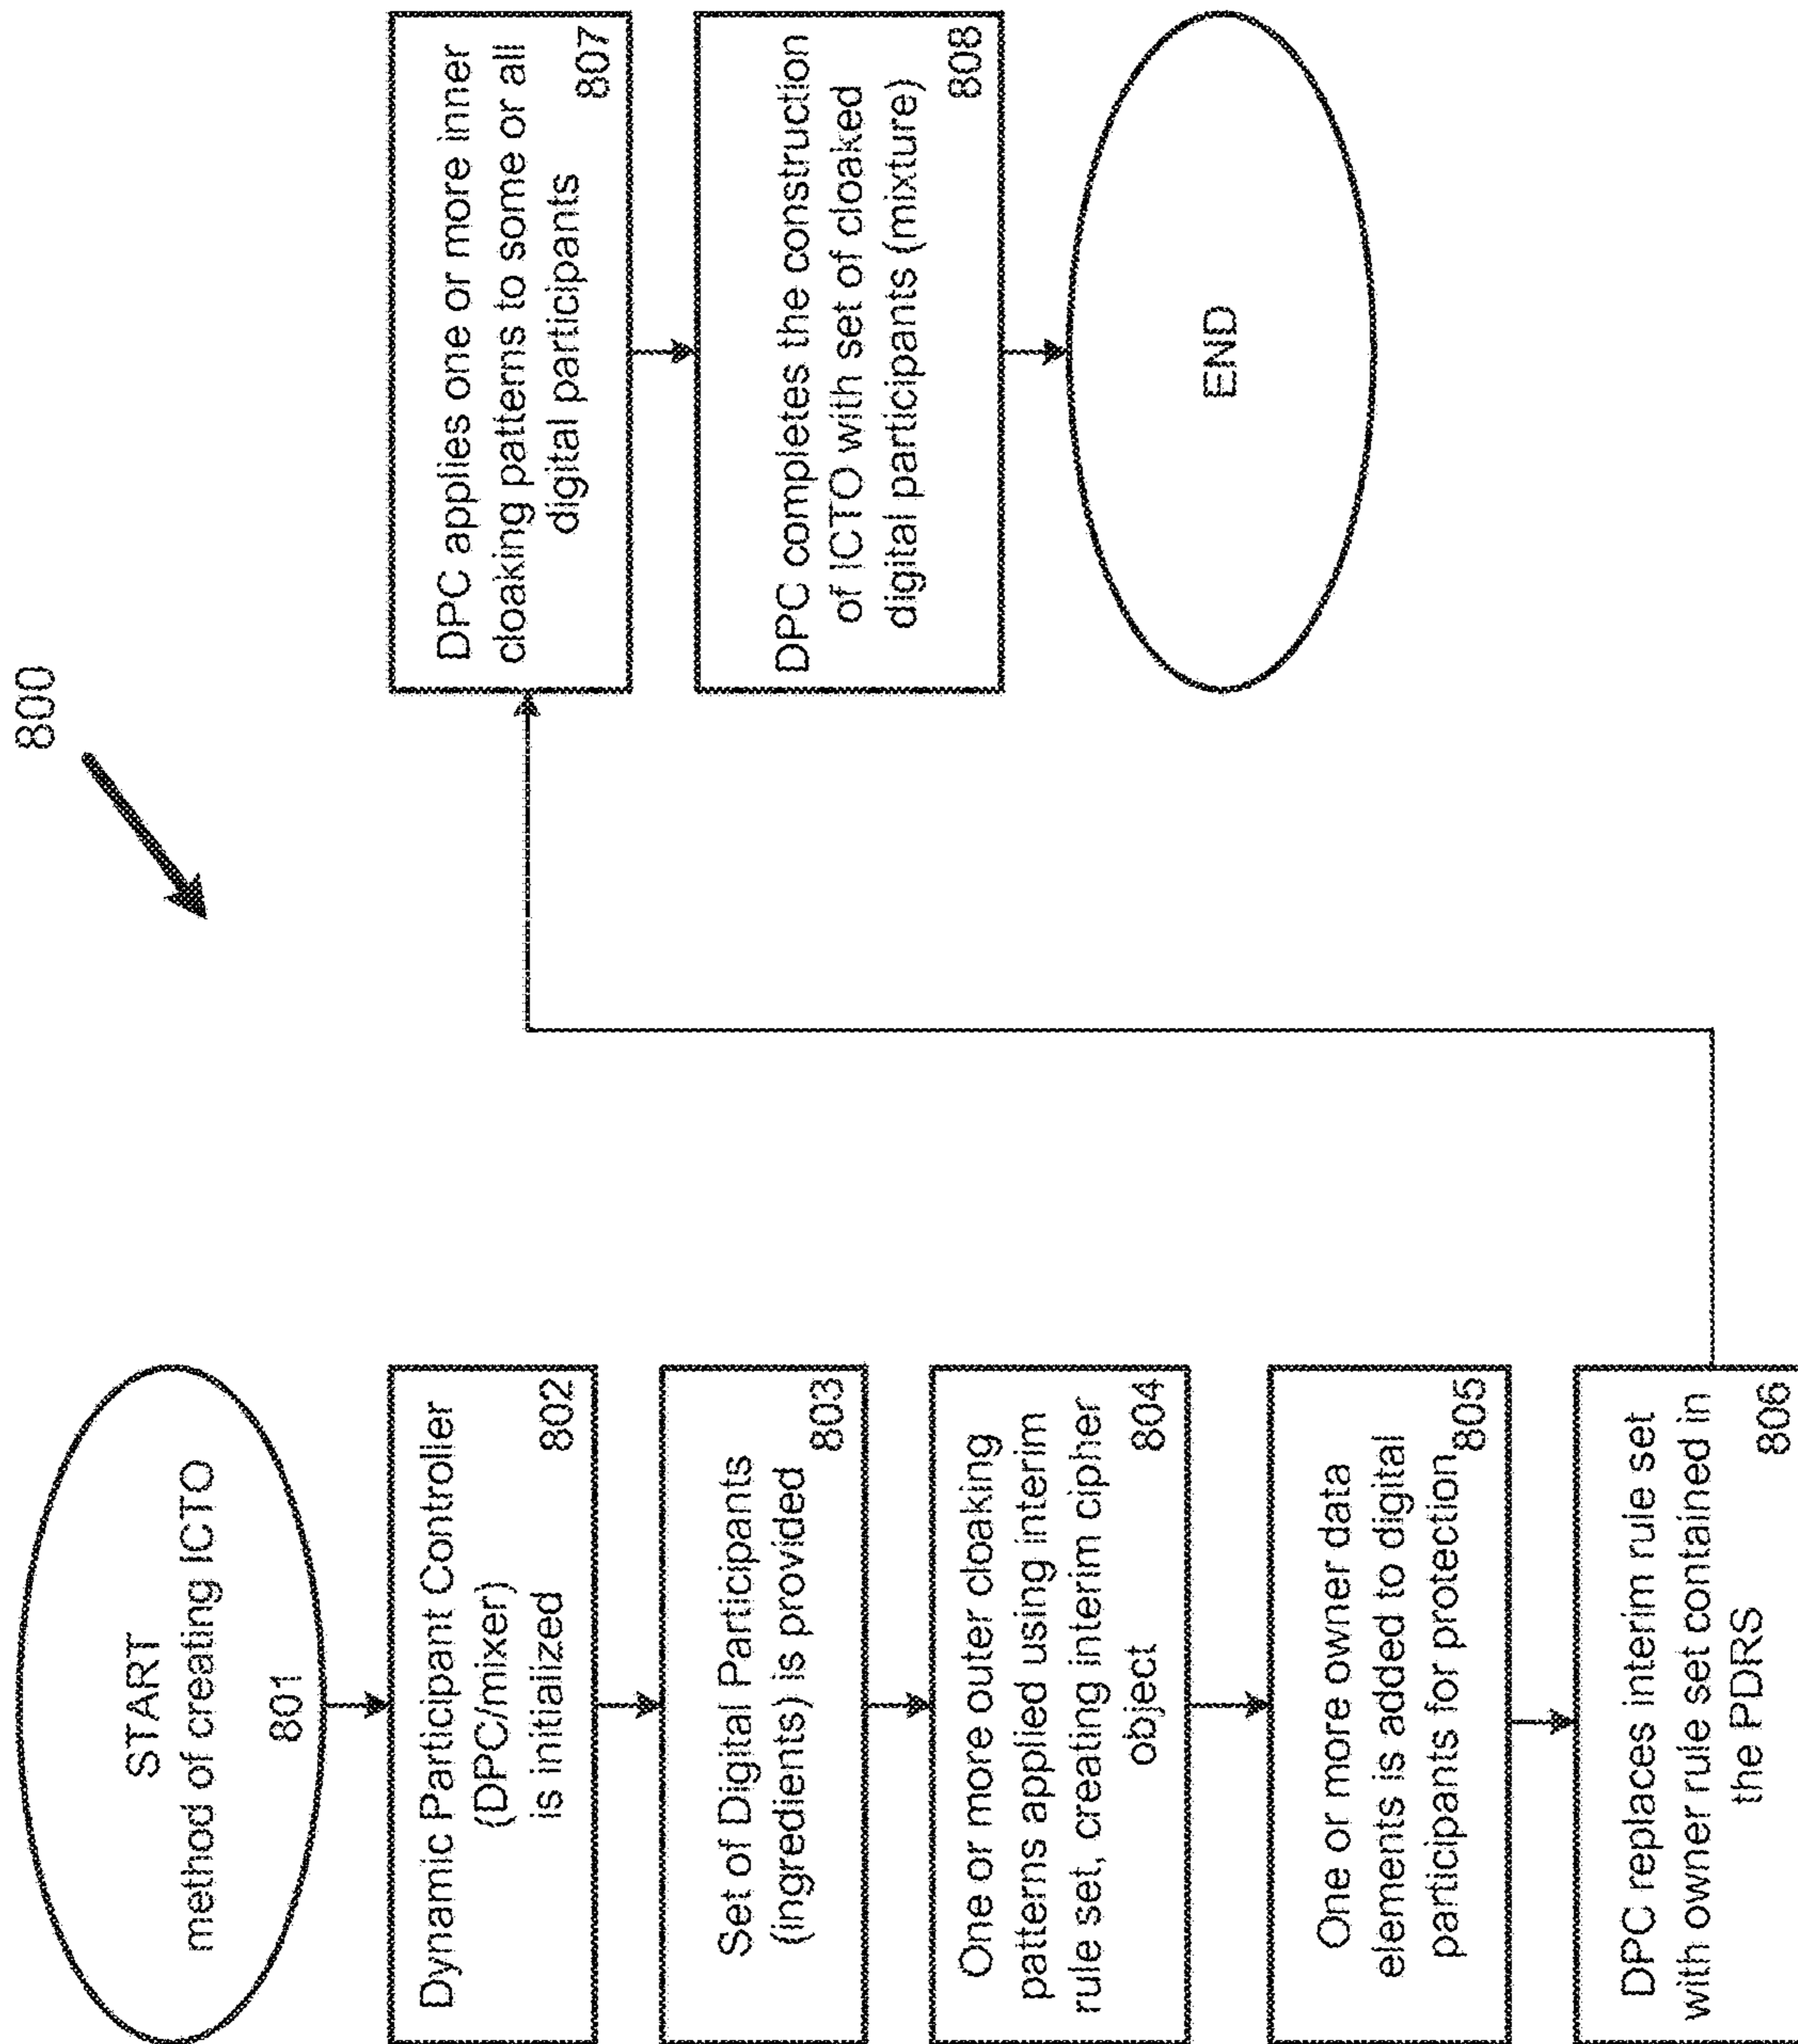 800
START
method of creating ICTO
801
Dynamic Participant Controller
(DPC/mixer)
is initialized
802
Set of Digital Participants
(ingredients) is provided
803
One or more outer cloaking
patterns applied using interim
rule set, creating interim cipher
object
804
One or more owner data
elements is added to digital
participants for protection
805
DPC replaces interim rule set
with owner rule set contained in
the PDRS
806
DPC applies one or more inner
cloaking patterns to some or all
digital participants
807
DPC completes the construction
of ICTO with set of cloaked
digital participants (mixture)
808
END